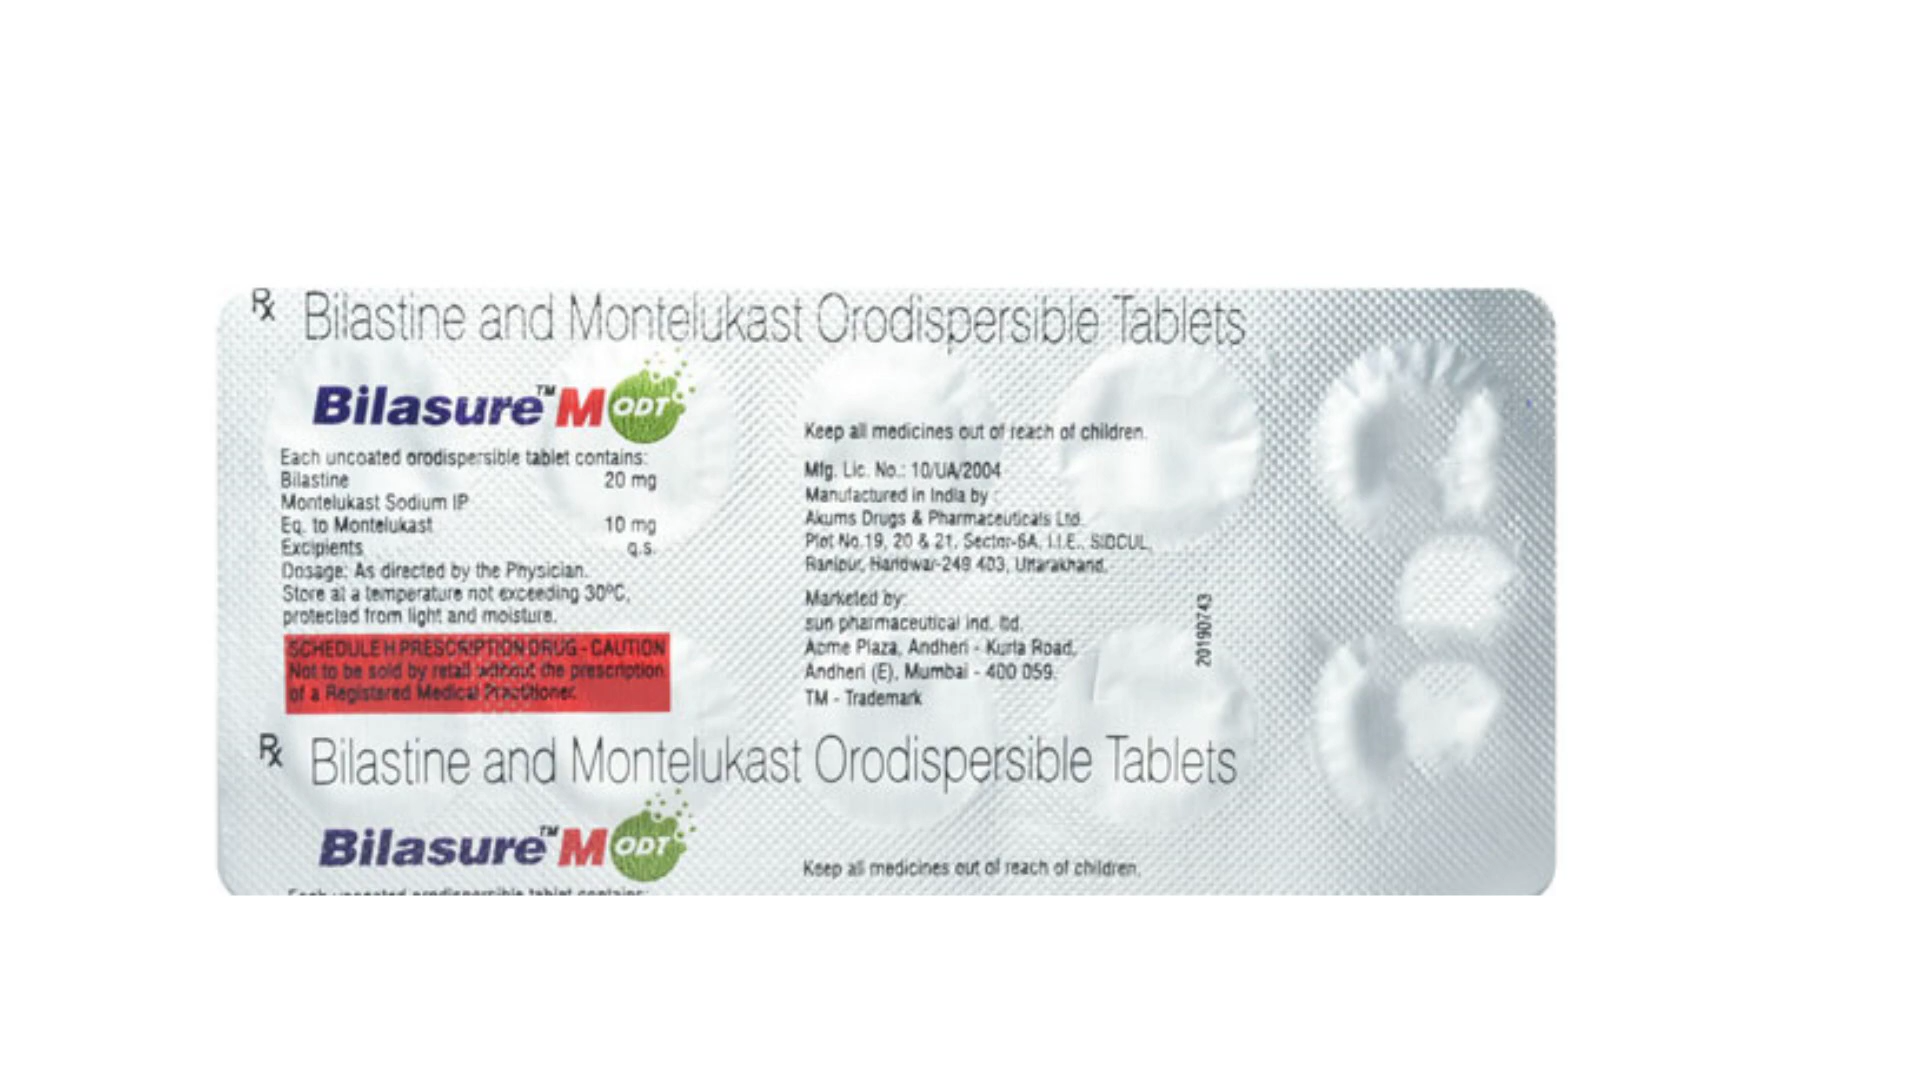 Rx Bilastine and Montelukast Orodispersible Tablets
Bilasure™ M ODT
Each uncoated orodispersible tablet contains:
Bilastine 20 mg
Montelukast Sodium IP
Eq. to Montelukast 10 mg
Excipients q.s.
Dosage: As directed by the Physician.
Store at a temperature not exceeding 30ºC,
protected from light and moisture.
SCHEDULE H PRESCRIPTION DRUG - CAUTION
Not to be sold by retail without the prescription
of a Registered Medical Practitioner.
Keep all medicines out of reach of children.
Mfg. Lic. No.: 10/UA/2004
Manufactured in India by :
Akums Drugs & Pharmaceuticals Ltd.
Plot No.19, 20 & 21, Sector-6A, I.I.E., SIDCUL,
Ranipur, Haridwar-249 403, Uttarakhand.
Marketed by:
sun pharmaceutical ind. ltd.
Acme Plaza, Andheri - Kurla Road,
Andheri (E), Mumbai - 400 059.
TM - Trademark
20190743
Rx Bilastine and Montelukast Orodispersible Tablets
Bilasure™ M ODT
Keep all medicines out of reach of children.
Each uncoated orodispersible tablet contains: